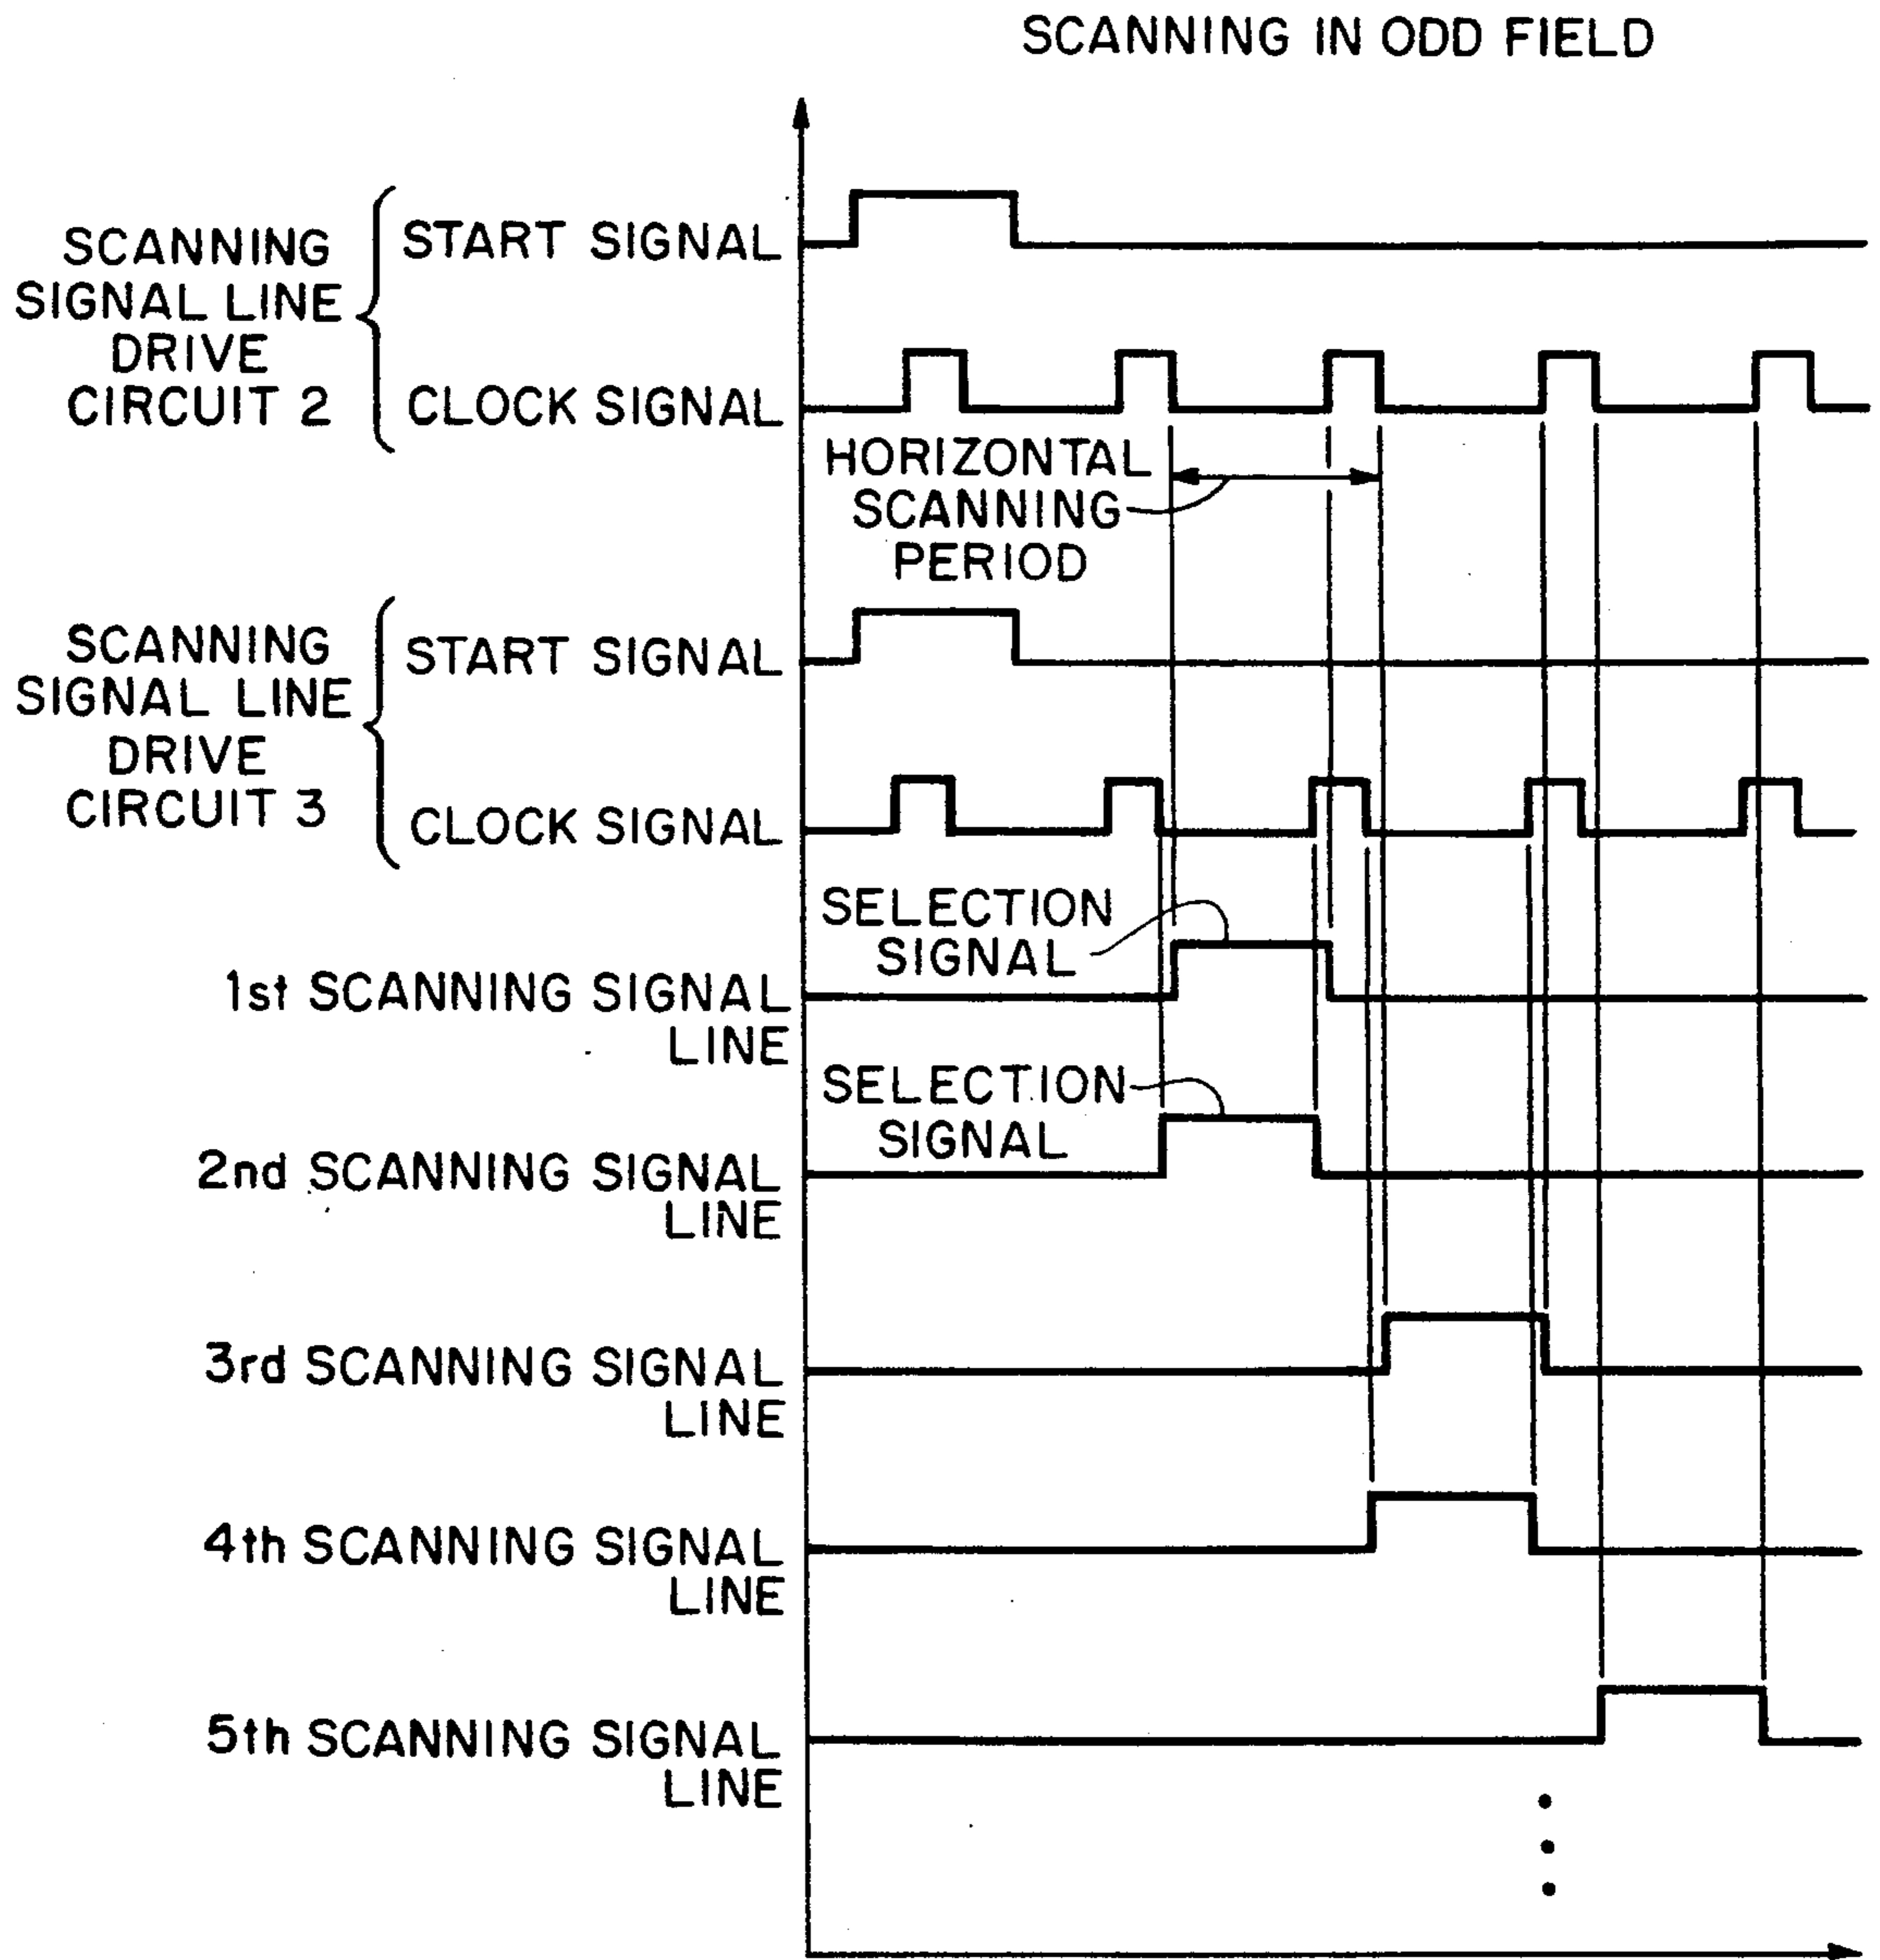 SCANNING IN ODD FIELD
SCANNING
SIGNAL LINE
DRIVE
CIRCUIT 2
START SIGNAL
CLOCK SIGNAL
HORIZONTAL
SCANNING
PERIOD
SCANNING
SIGNAL LINE
DRIVE
CIRCUIT 3
START SIGNAL
CLOCK SIGNAL
SELECTION
SIGNAL
1st SCANNING SIGNAL
LINE
SELECTION
SIGNAL
2nd SCANNING SIGNAL
LINE
3rd SCANNING SIGNAL
LINE
4th SCANNING SIGNAL
LINE
5th SCANNING SIGNAL
LINE